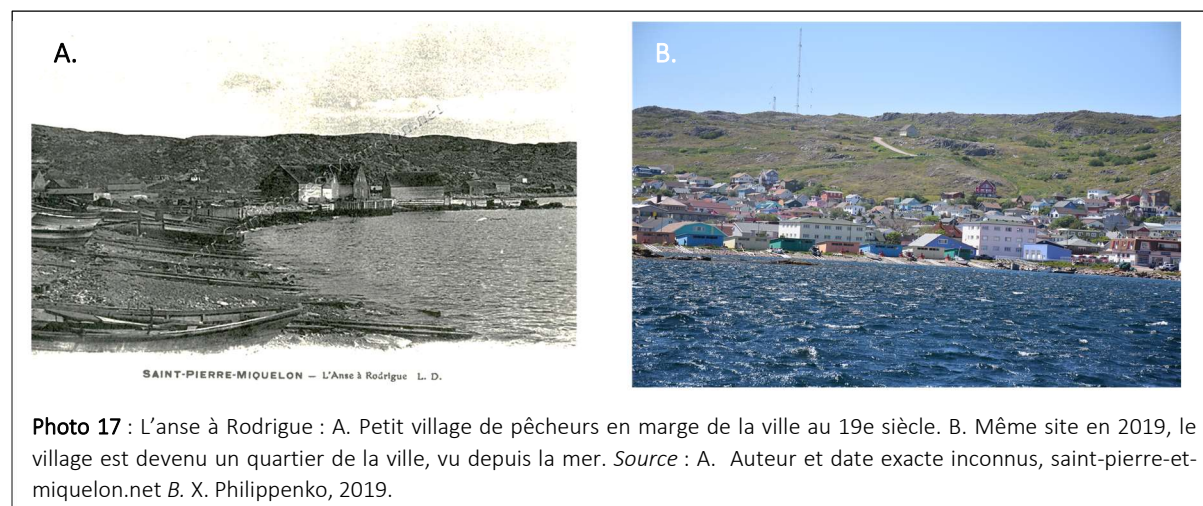 A.
B.
SAINT-PIERRE-MIQUELON – L'Anse à Rodrigue L. D.
Photo 17 : L'anse à Rodrigue : A. Petit village de pêcheurs en marge de la ville au 19e siècle. B. Même site en 2019, le
village est devenu un quartier de la ville, vu depuis la mer. Source : A. Auteur et date exacte inconnus, saint-pierre-et-
miquelon.net B. X. Philippenko, 2019.